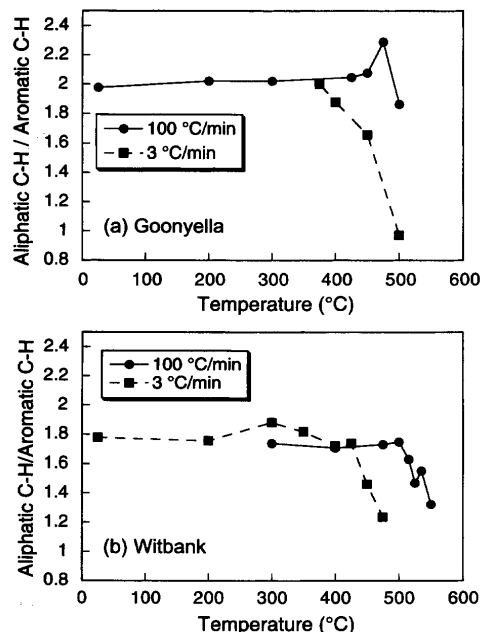 2.4
2.2
2
1.8
1.6
1.4
1.2
1
0.8
Aliphatic C-H / Aromatic C-H
100 °C/min
3 °C/min
(a) Goonyella
0 100 200 300 400 500 600
Temperature (°C)
2.4
2.2
2
1.8
1.6
1.4
1.2
1
0.8
Aliphatic C-H/Aromatic C-H
100 °C/min
3 °C/min
(b) Witbank
0 100 200 300 400 500 600
Temperature (°C)